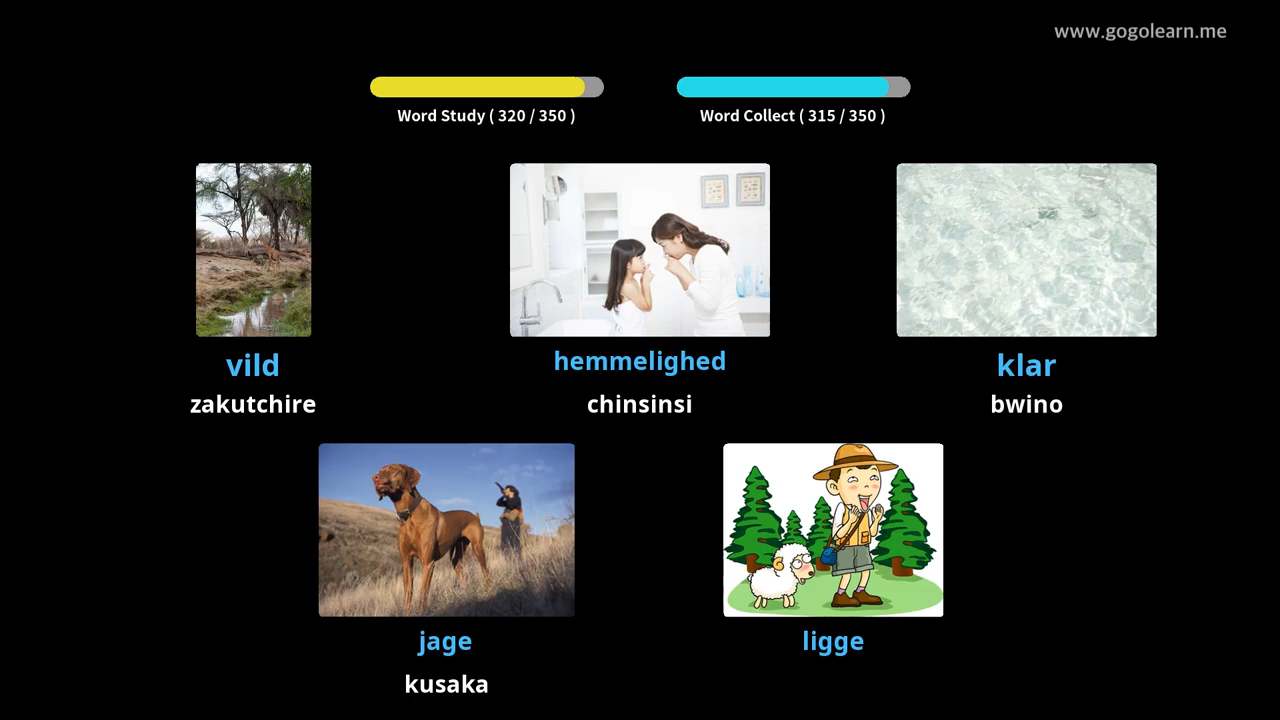 www.gogolearn.me
Word Study ( 320 / 350 )
Word Collect ( 315 / 350 )
vild
zakutchire
hemmelighed
chinsinsi
klar
bwino
jage
kusaka
ligge